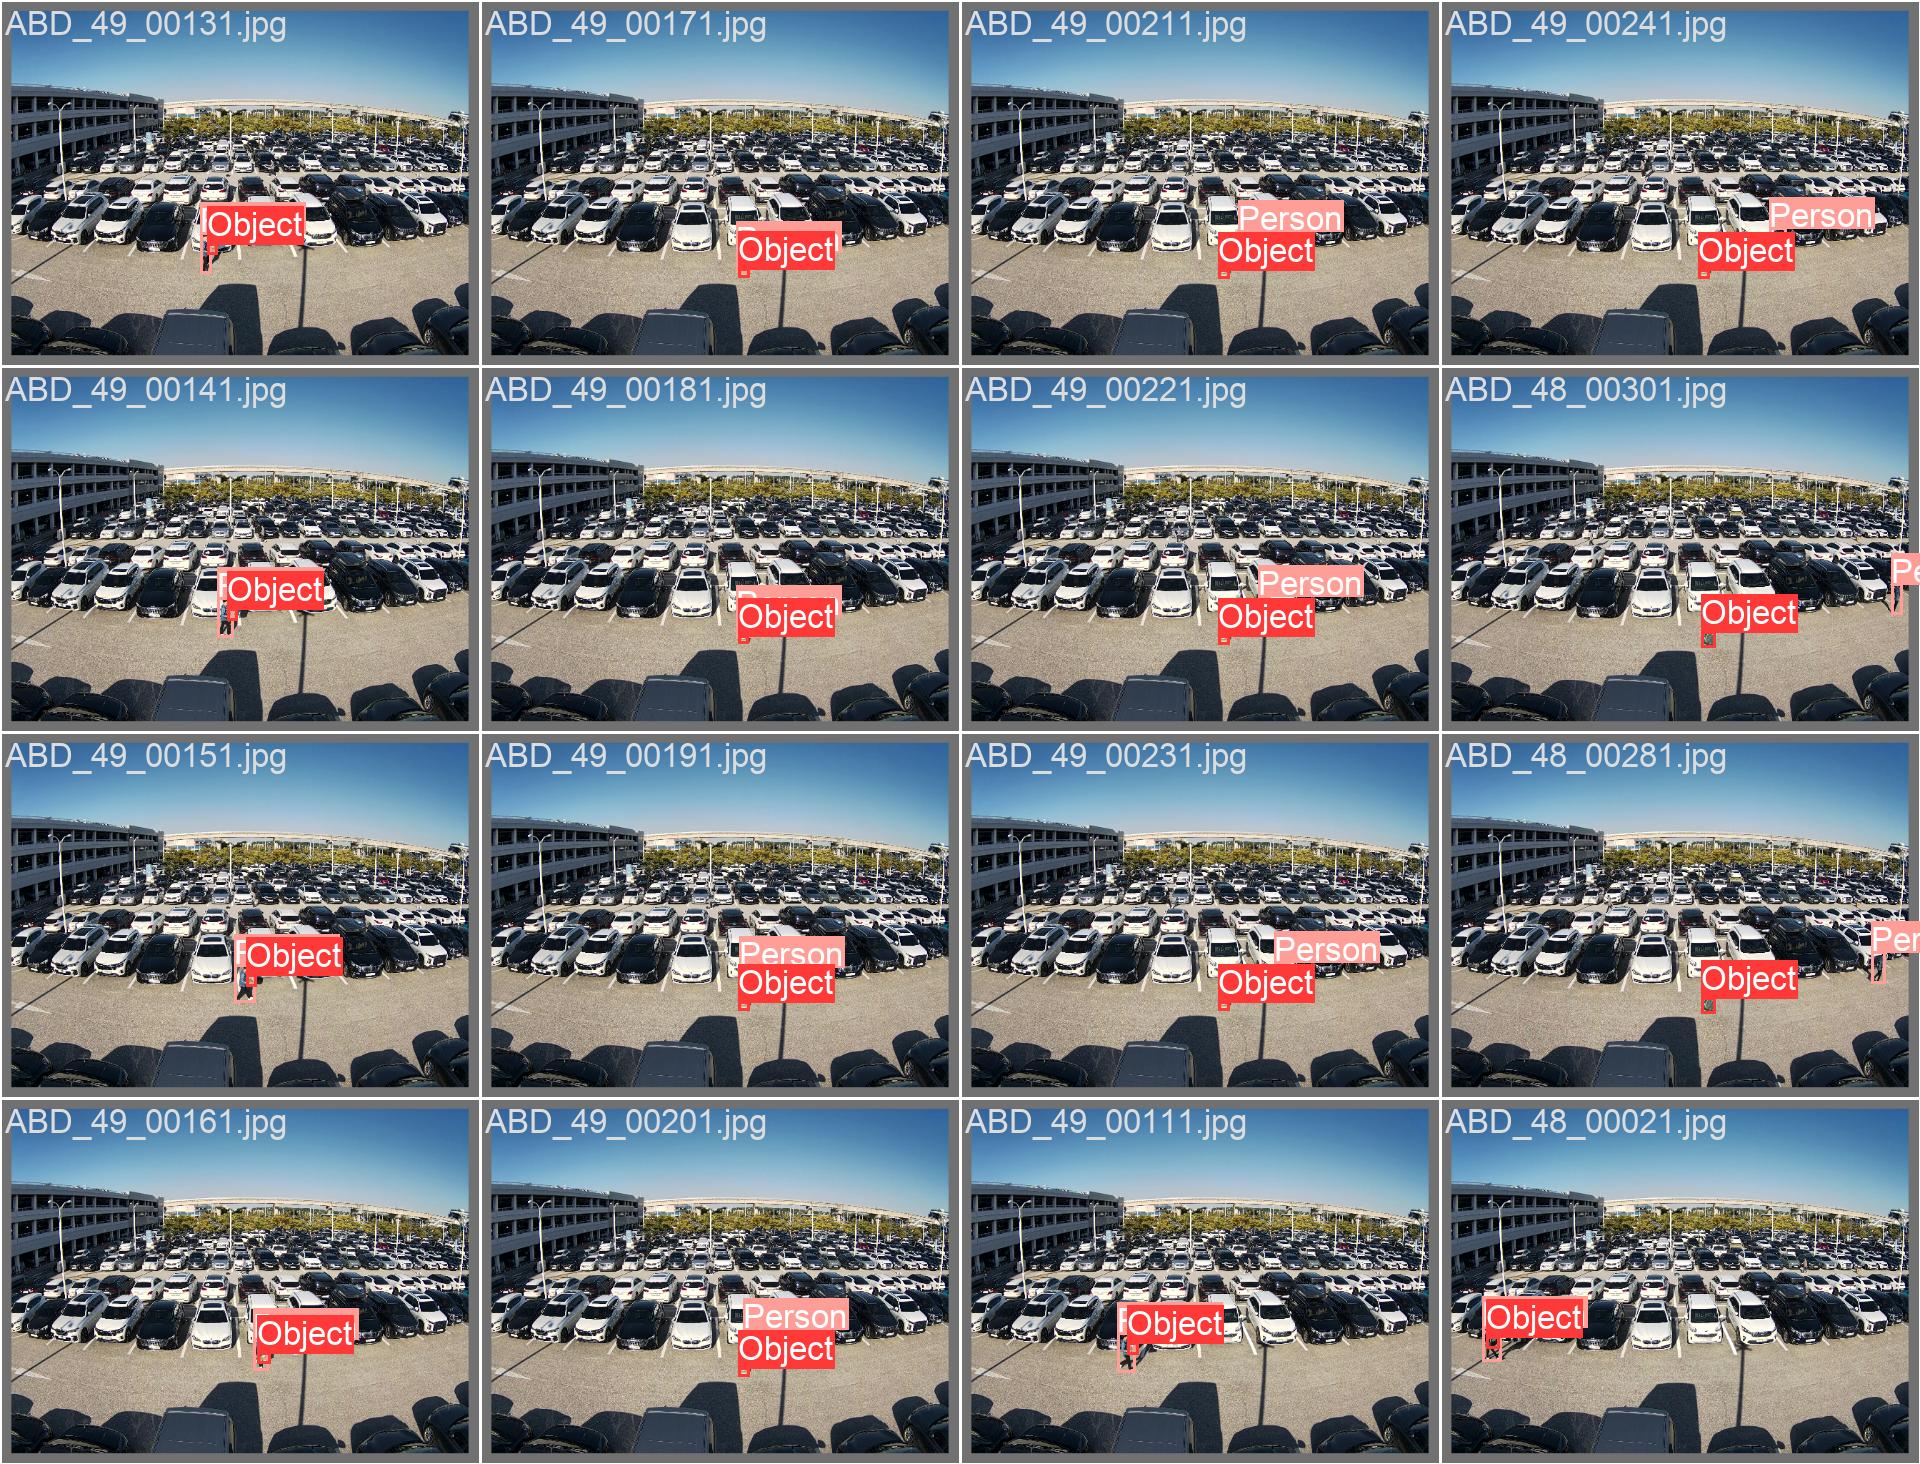 ABD_49_00131.jpg
Object
ABD_49_00171.jpg
Object
ABD_49_00211.jpg
Person
Object
ABD_49_00241.jpg
Person
Object
ABD_49_00141.jpg
Object
ABD_49_00181.jpg
Object
ABD_49_00221.jpg
Person
Object
ABD_48_00301.jpg
Pe
Object
ABD_49_00151.jpg
Object
ABD_49_00191.jpg
Person
Object
ABD_49_00231.jpg
Person
Object
ABD_48_00281.jpg
Per
Object
ABD_49_00161.jpg
Object
ABD_49_00201.jpg
Person
Object
ABD_49_00111.jpg
Object
ABD_48_00021.jpg
Object